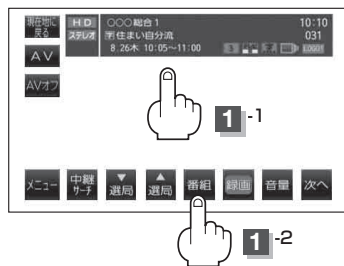 現在地に
戻る
HD
ステレオ
○○○総合1
字住まい自分流
8.26木 10:05~11:00
10:10
031
LOGO1
AV
AVオフ
1-1
メニュー
中継
サーチ
▼
選局
▲
選局
番組
録画
音量
次へ
1-2